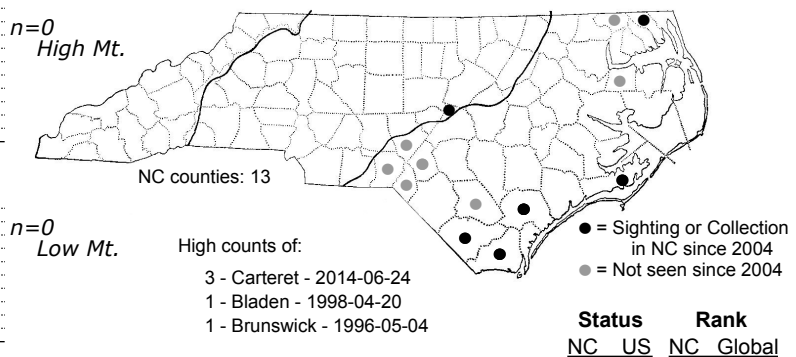 n=0
High Mt.
NC counties: 13
n=0
Low Mt.
High counts of:
3 - Carteret - 2014-06-24
1 - Bladen - 1998-04-20
1 - Brunswick - 1996-05-04
● = Sighting or Collection
in NC since 2004
● = Not seen since 2004
Status Rank
NC US NC Global